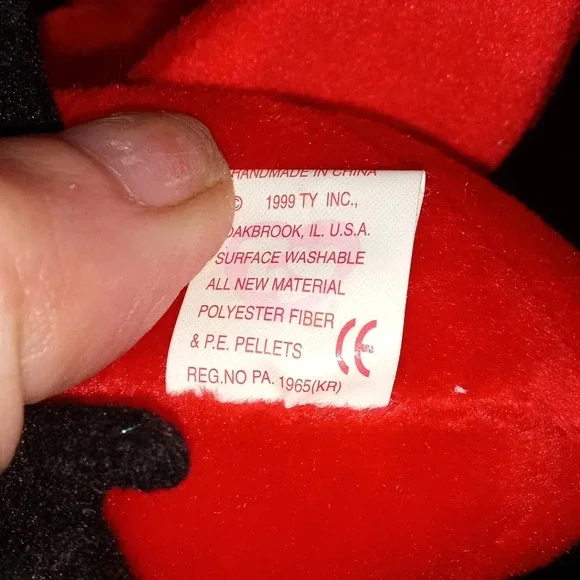 HANDMADE IN CHINA
© 1999 TY INC.,
OAKBROOK, IL. U.S.A.
SURFACE WASHABLE
ALL NEW MATERIAL
POLYESTER FIBER
& P.E. PELLETS CE
REG.NO PA. 1965(KR)